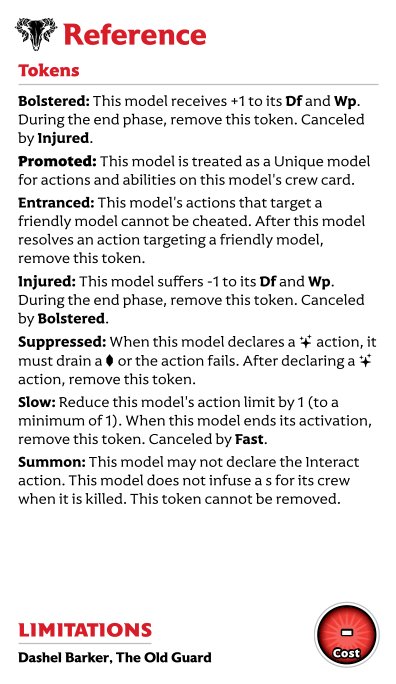 Reference
Tokens
Bolstered: This model receives +1 to its Df and Wp.
During the end phase, remove this token. Canceled
by Injured.
Promoted: This model is treated as a Unique model
for actions and abilities on this model's crew card.
Entranced: This model's actions that target a
friendly model cannot be cheated. After this model
resolves an action targeting a friendly model,
remove this token.
Injured: This model suffers -1 to its Df and Wp.
During the end phase, remove this token. Canceled
by Bolstered.
Suppressed: When this model declares a action, it
must drain a or the action fails. After declaring a
action, remove this token.
Slow: Reduce this model's action limit by 1 (to a
minimum of 1). When this model ends its activation,
remove this token. Canceled by Fast.
Summon: This model may not declare the Interact
action. This model does not infuse a s for its crew
when it is killed. This token cannot be removed.
LIMITATIONS
Dashel Barker, The Old Guard
-
Cost